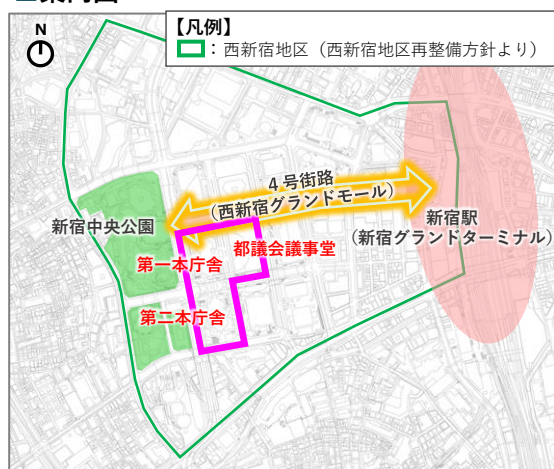 ■案内図
N
【凡例】
：西新宿地区（西新宿地区再整備方針より）
４号街路
（西新宿グランドモール）
新宿中央公園
新宿駅
（新宿グランドターミナル）
都議会議事堂
第一本庁舎
第二本庁舎